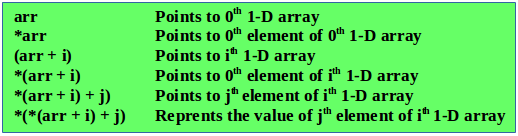 arr Points to 0th 1-D array
*arr Points to 0th element of 0th 1-D array
(arr + i) Points to ith 1-D array
*(arr + i) Points to 0th element of ith 1-D array
*(arr + i) + j) Points to jth element of ith 1-D array
*(*(arr + i) + j) Reprents the value of jth element of ith 1-D array